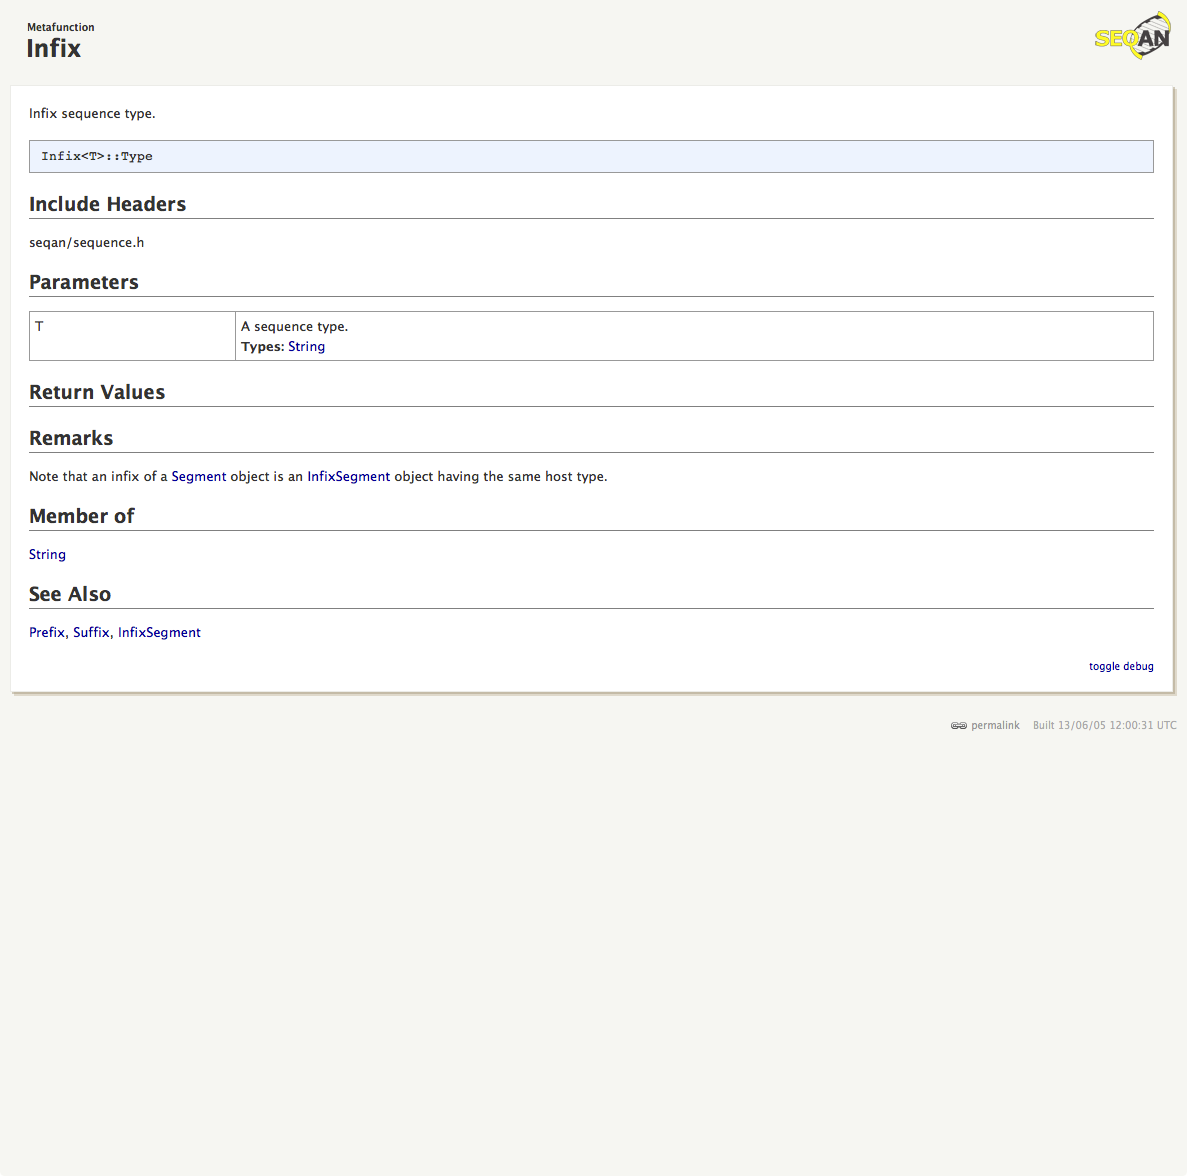 Metafunction
Infix
SEQAN
Infix sequence type.
Infix<T>::Type
Include Headers
seqan/sequence.h
Parameters
T
A sequence type.
Types: String
Return Values
Remarks
Note that an infix of a Segment object is an InfixSegment object having the same host type.
Member of
String
See Also
Prefix, Suffix, InfixSegment
toggle debug
permalink Built 13/06/05 12:00:31 UTC